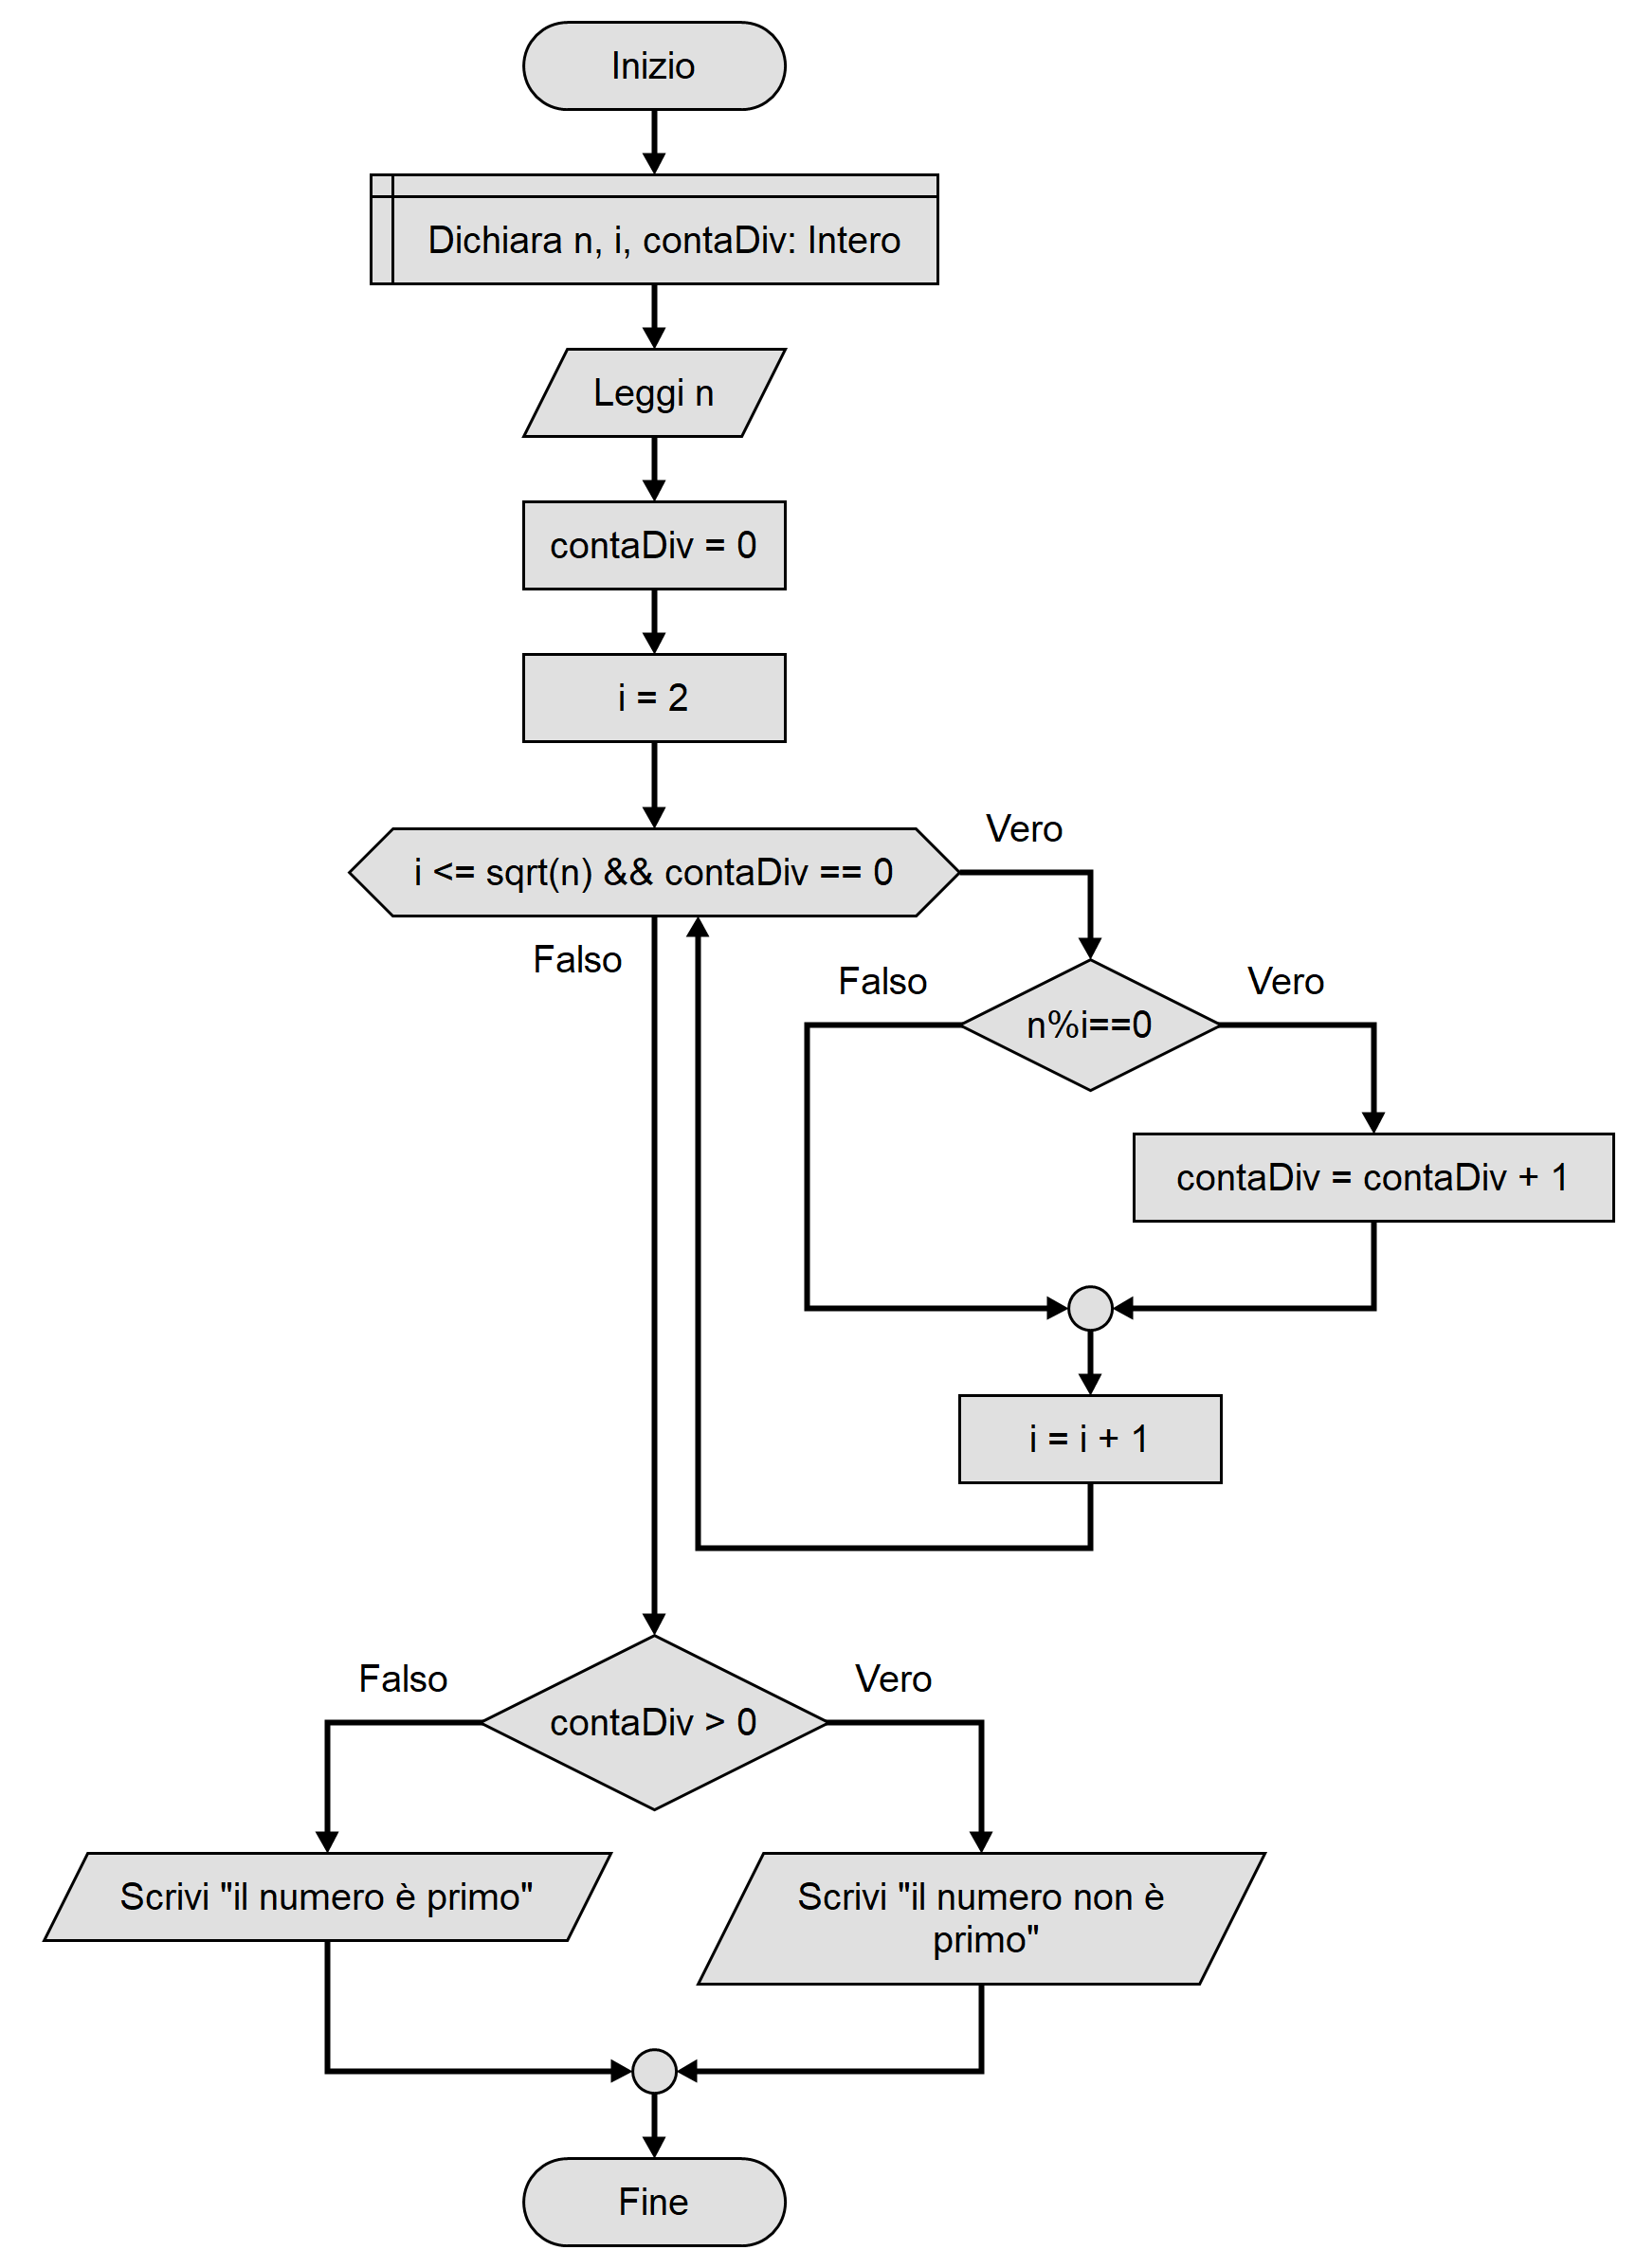 Inizio
Dichiara n, i, contaDiv: Intero
Leggi n
contaDiv = 0
i = 2
i <= sqrt(n) && contaDiv == 0
Vero
Falso
Falso
Vero
n%i==0
contaDiv = contaDiv + 1
i = i + 1
Falso
Vero
contaDiv > 0
Scrivi "il numero è primo"
Scrivi "il numero non è
primo"
Fine